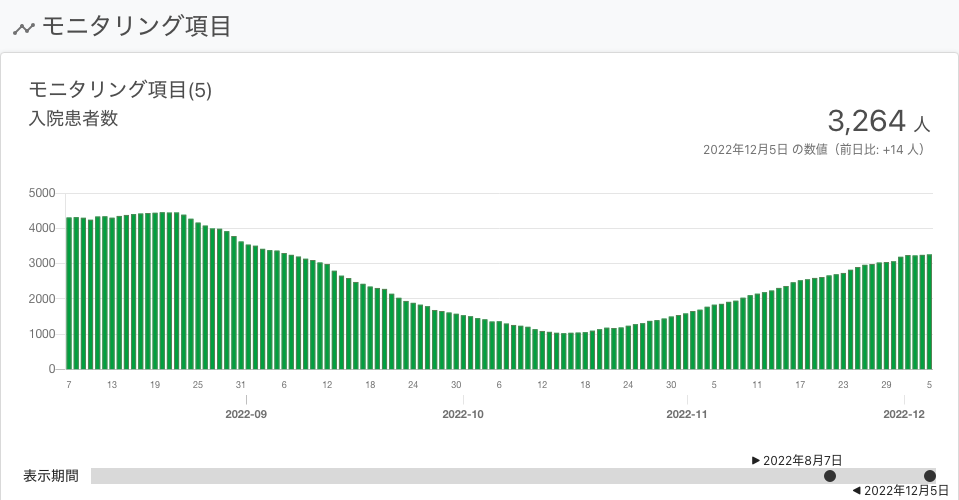 モニタリング項目
モニタリング項目(5)
入院患者数
3,264 人
2022年12月5日 の数値（前日比: +14 人）
5000
4000
3000
2000
1000
0
7 13 19 25 31 6 12 18 24 30 6 12 18 24 30 5 11 17 23 29 5
2022-09 2022-10 2022-11 2022-12
表示期間
▶ 2022年8月7日
◀ 2022年12月5日